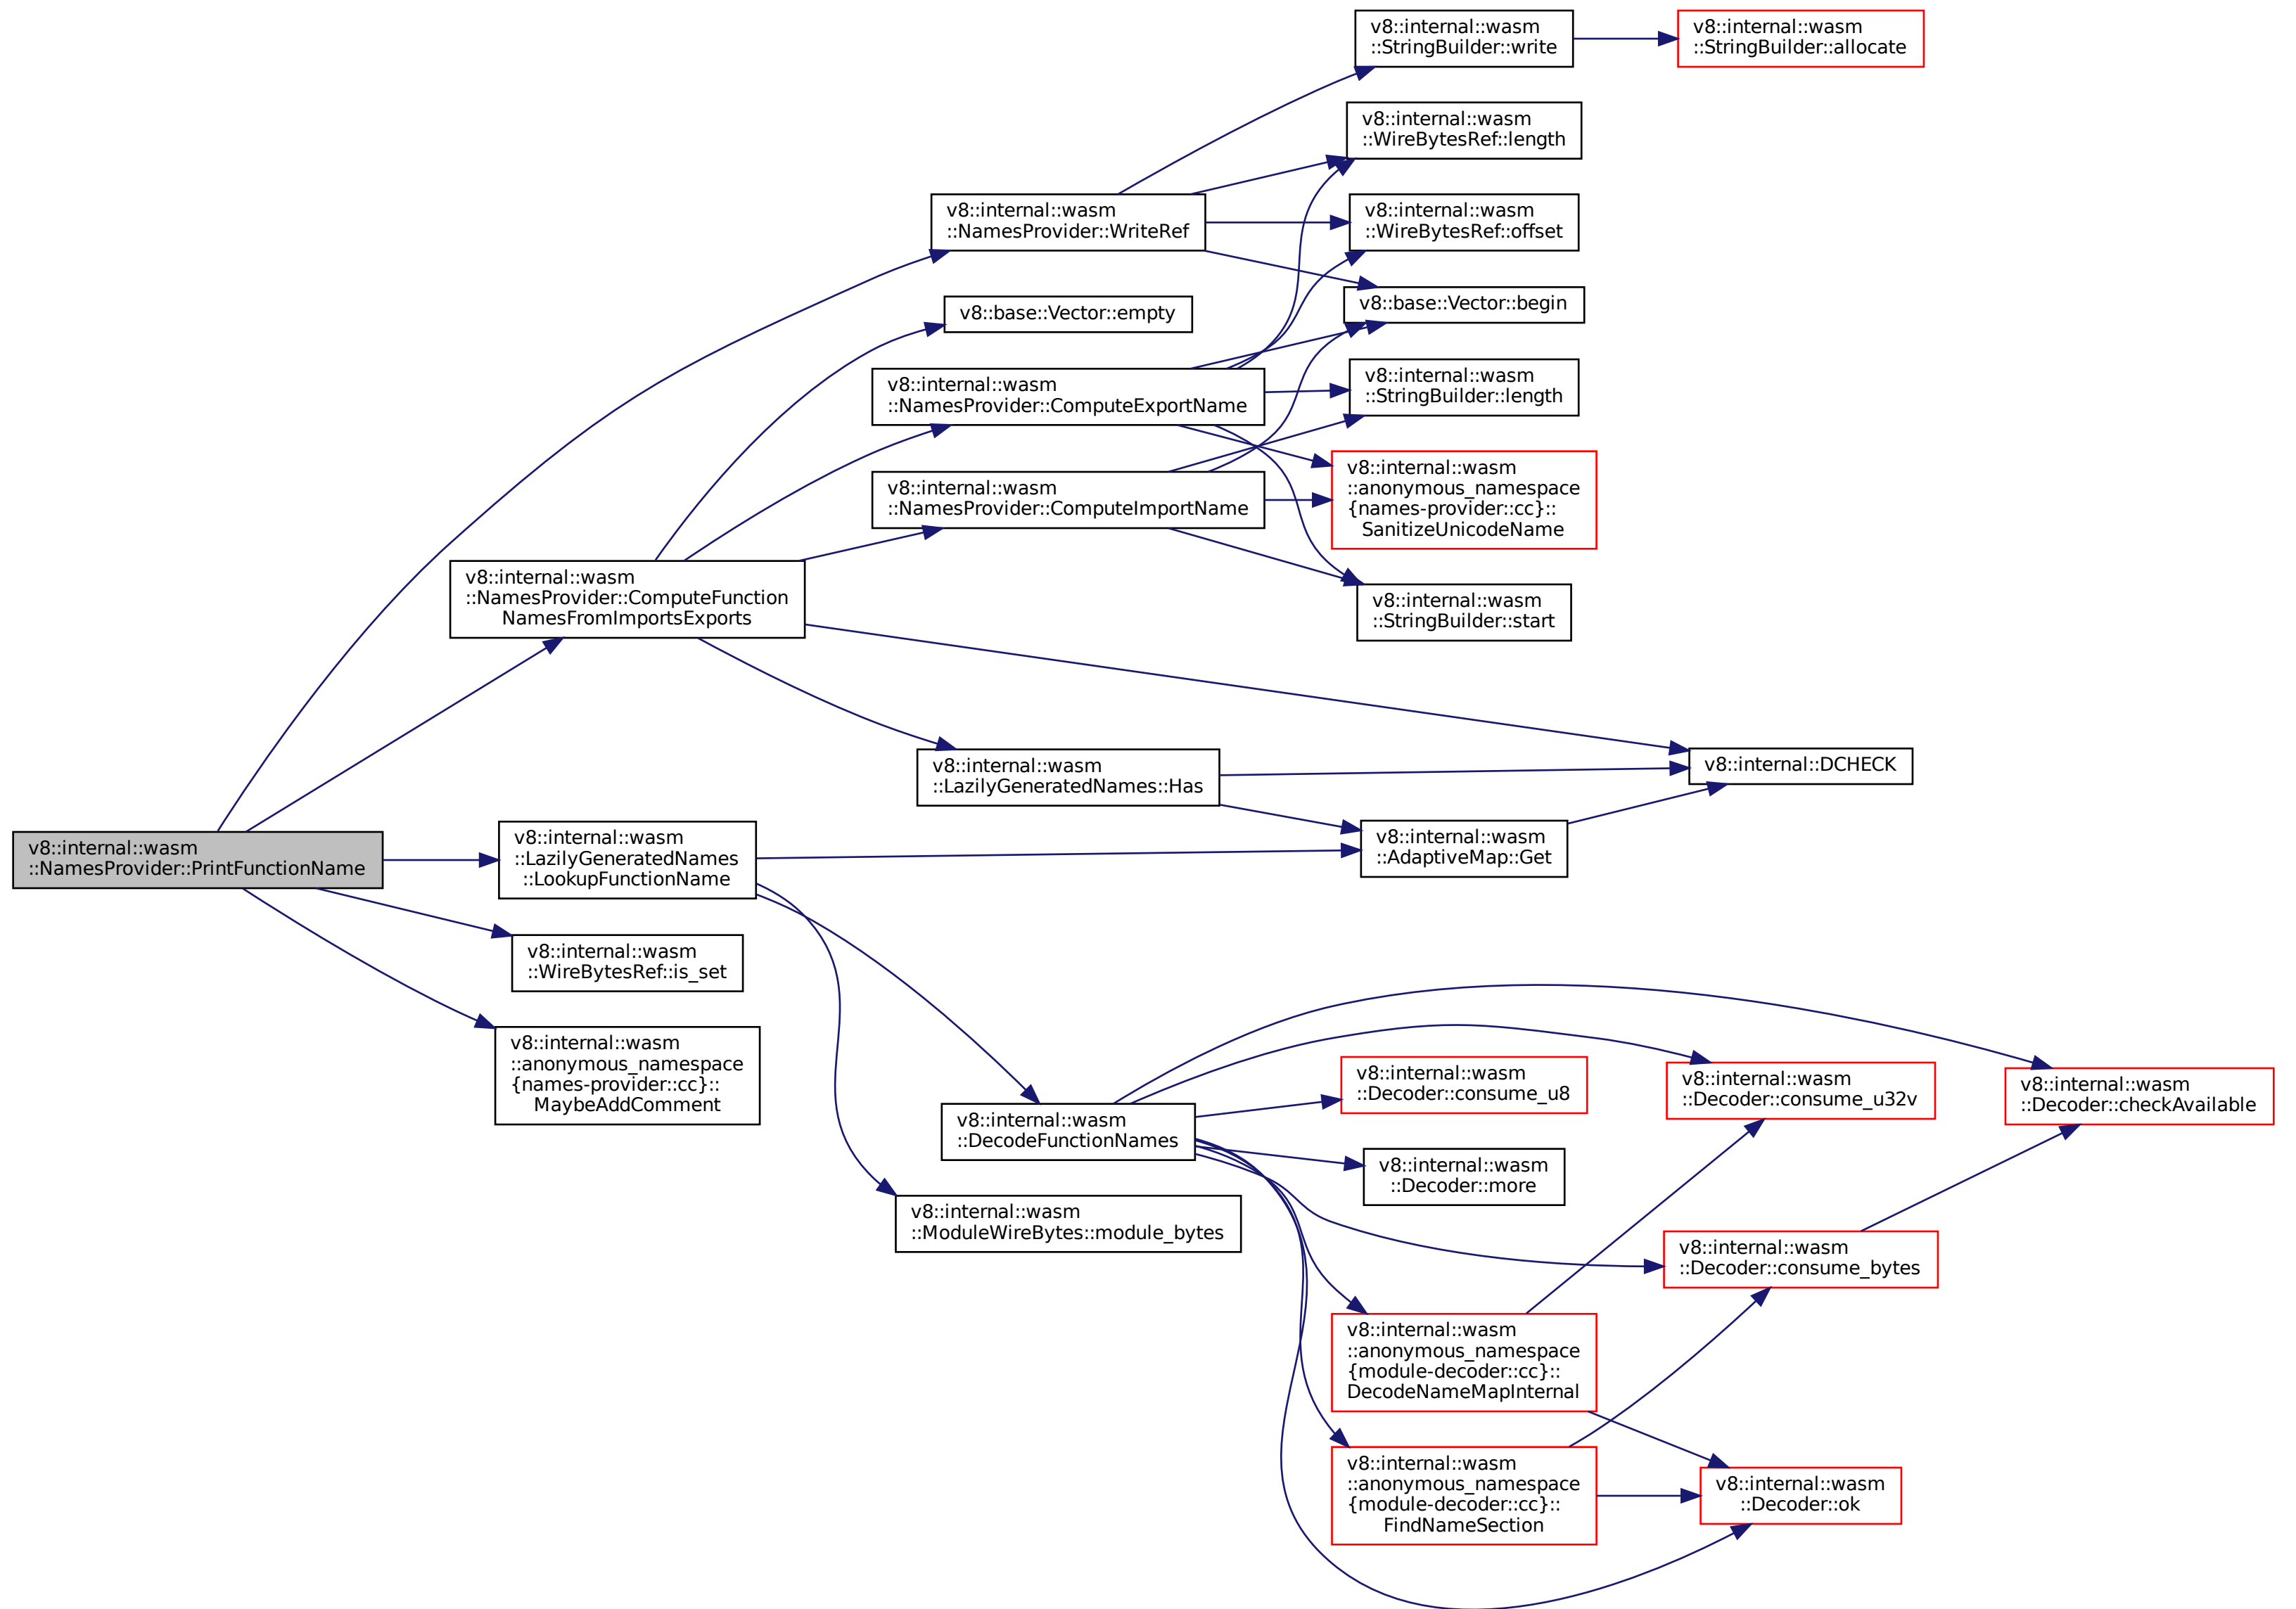 v8::internal::wasm
::StringBuilder::write
v8::internal::wasm
::StringBuilder::allocate
v8::internal::wasm
::WireBytesRef::length
v8::internal::wasm
::NamesProvider::WriteRef
v8::internal::wasm
::WireBytesRef::offset
v8::base::Vector::empty
v8::base::Vector::begin
v8::internal::wasm
::NamesProvider::ComputeExportName
v8::internal::wasm
::StringBuilder::length
v8::internal::wasm
::NamesProvider::ComputeImportName
v8::internal::wasm
::anonymous_namespace
{names-provider::cc}::
SanitizeUnicodeName
v8::internal::wasm
::NamesProvider::ComputeFunction
NamesFromImportsExports
v8::internal::wasm
::StringBuilder::start
v8::internal::wasm
::LazilyGeneratedNames::Has
v8::internal::DCHECK
v8::internal::wasm
::NamesProvider::PrintFunctionName
v8::internal::wasm
::LazilyGeneratedNames
::LookupFunctionName
v8::internal::wasm
::AdaptiveMap::Get
v8::internal::wasm
::WireBytesRef::is_set
v8::internal::wasm
::anonymous_namespace
{names-provider::cc}::
MaybeAddComment
v8::internal::wasm
::DecodeFunctionNames
v8::internal::wasm
::Decoder::consume_u8
v8::internal::wasm
::Decoder::consume_u32v
v8::internal::wasm
::Decoder::checkAvailable
v8::internal::wasm
::Decoder::more
v8::internal::wasm
::ModuleWireBytes::module_bytes
v8::internal::wasm
::Decoder::consume_bytes
v8::internal::wasm
::anonymous_namespace
{module-decoder::cc}::
DecodeNameMapInternal
v8::internal::wasm
::anonymous_namespace
{module-decoder::cc}::
FindNameSection
v8::internal::wasm
::Decoder::ok